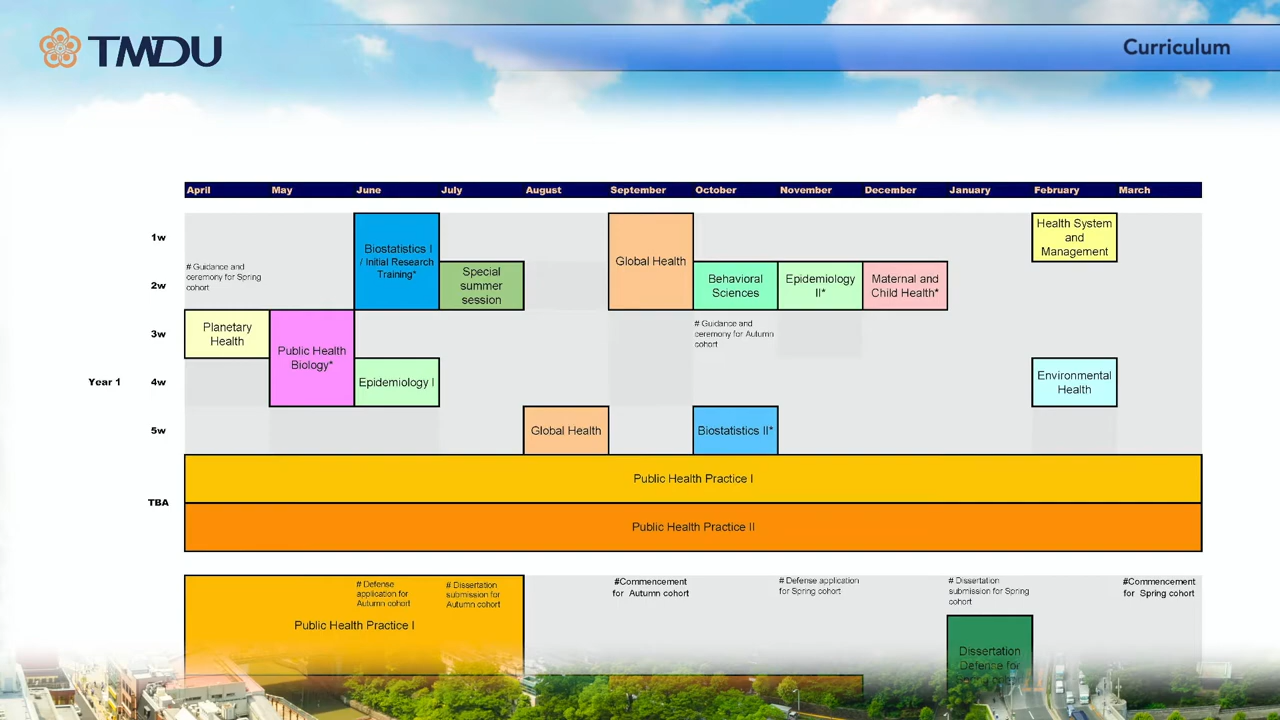 TMDU
Curriculum
April May June July August September October November December January February March
1w
Biostatistics I
/ Initial Research
Training*
Global Health
Health System
and
Management
# Guidance and
ceremony for Spring
cohort
2w
Special
summer
session
Behavioral
Sciences
Epidemiology
II*
Maternal and
Child Health*
3w
Planetary
Health
Public Health
Biology*
# Guidance and
ceremony for Autumn
cohort
Year 1
4w
Epidemiology I
Environmental
Health
5w
Global Health
Biostatistics II*
TBA
Public Health Practice I
Public Health Practice II
# Defense
application for
Autumn cohort
# Dissertation
submission for
Autumn cohort
#Commencement
for Autumn cohort
# Defense application
for Spring cohort
# Dissertation
submission for Spring
cohort
#Commencement
for Spring cohort
Public Health Practice I
Dissertation
Defense for